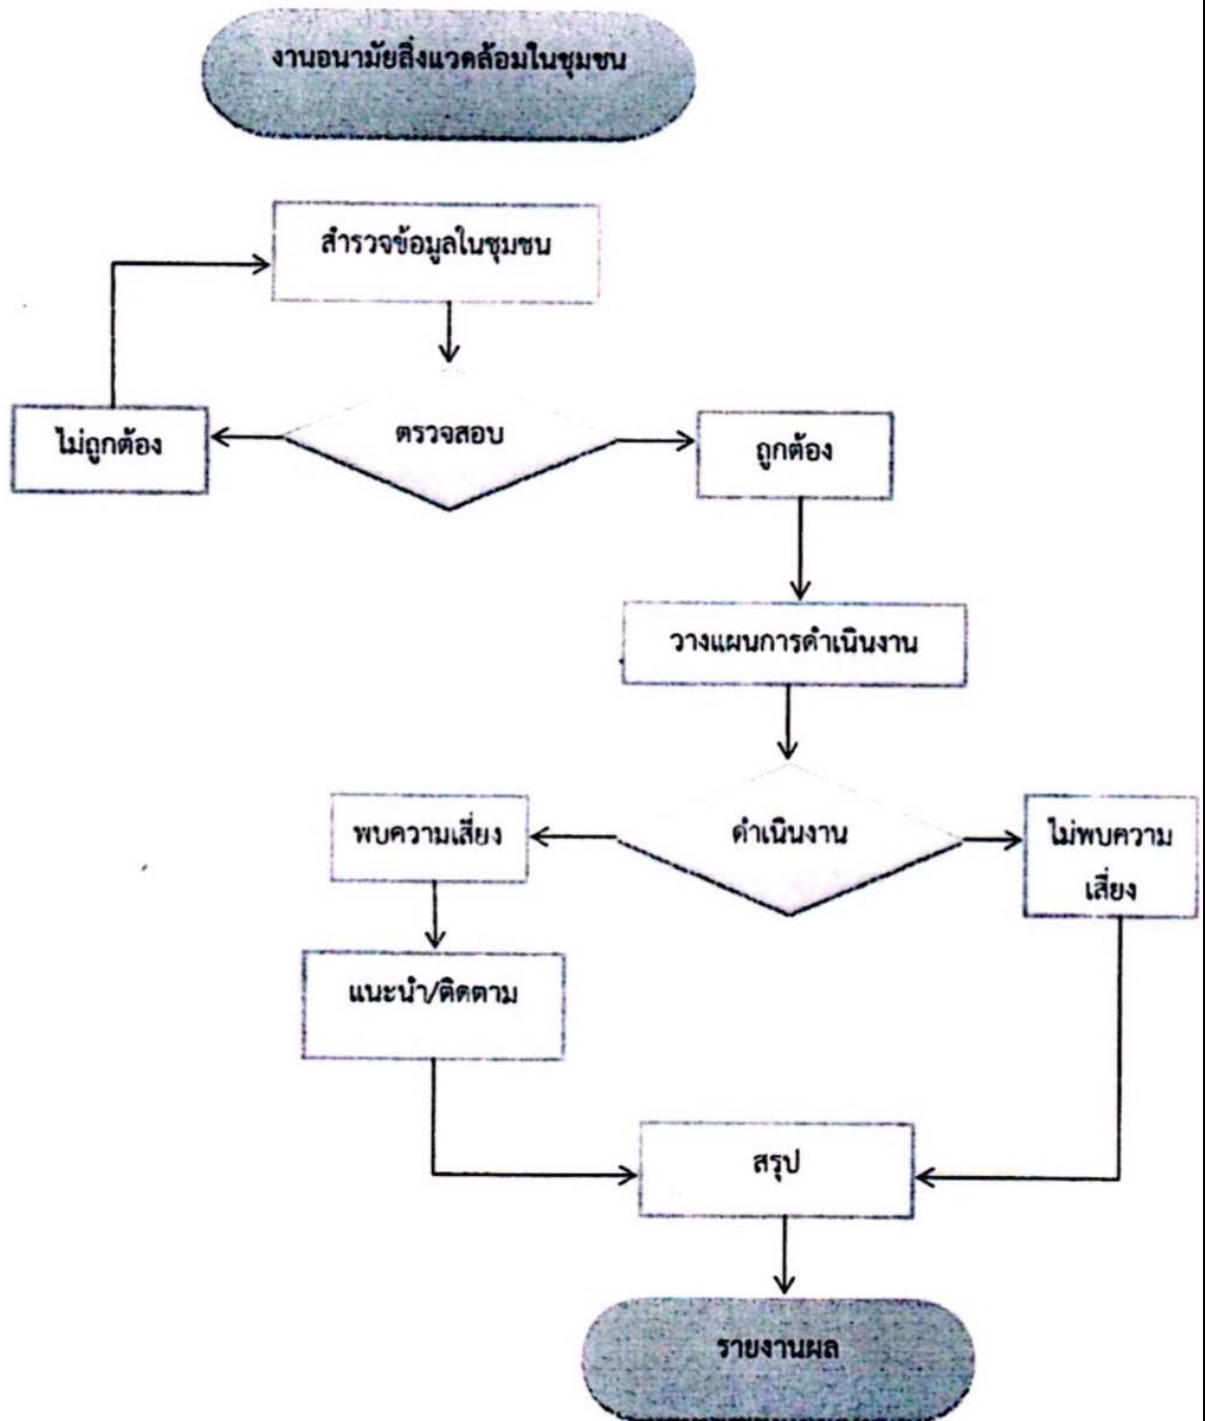 งานอนามัยสิ่งแวดล้อมในชุมชน
สำรวจข้อมูลในชุมชน
ไม่ถูกต้อง
ตรวจสอบ
ถูกต้อง
วางแผนการดำเนินงาน
พบความเสี่ยง
ดำเนินงาน
ไม่พบความ
เสี่ยง
แนะนำ/ติดตาม
สรุป
รายงานผล